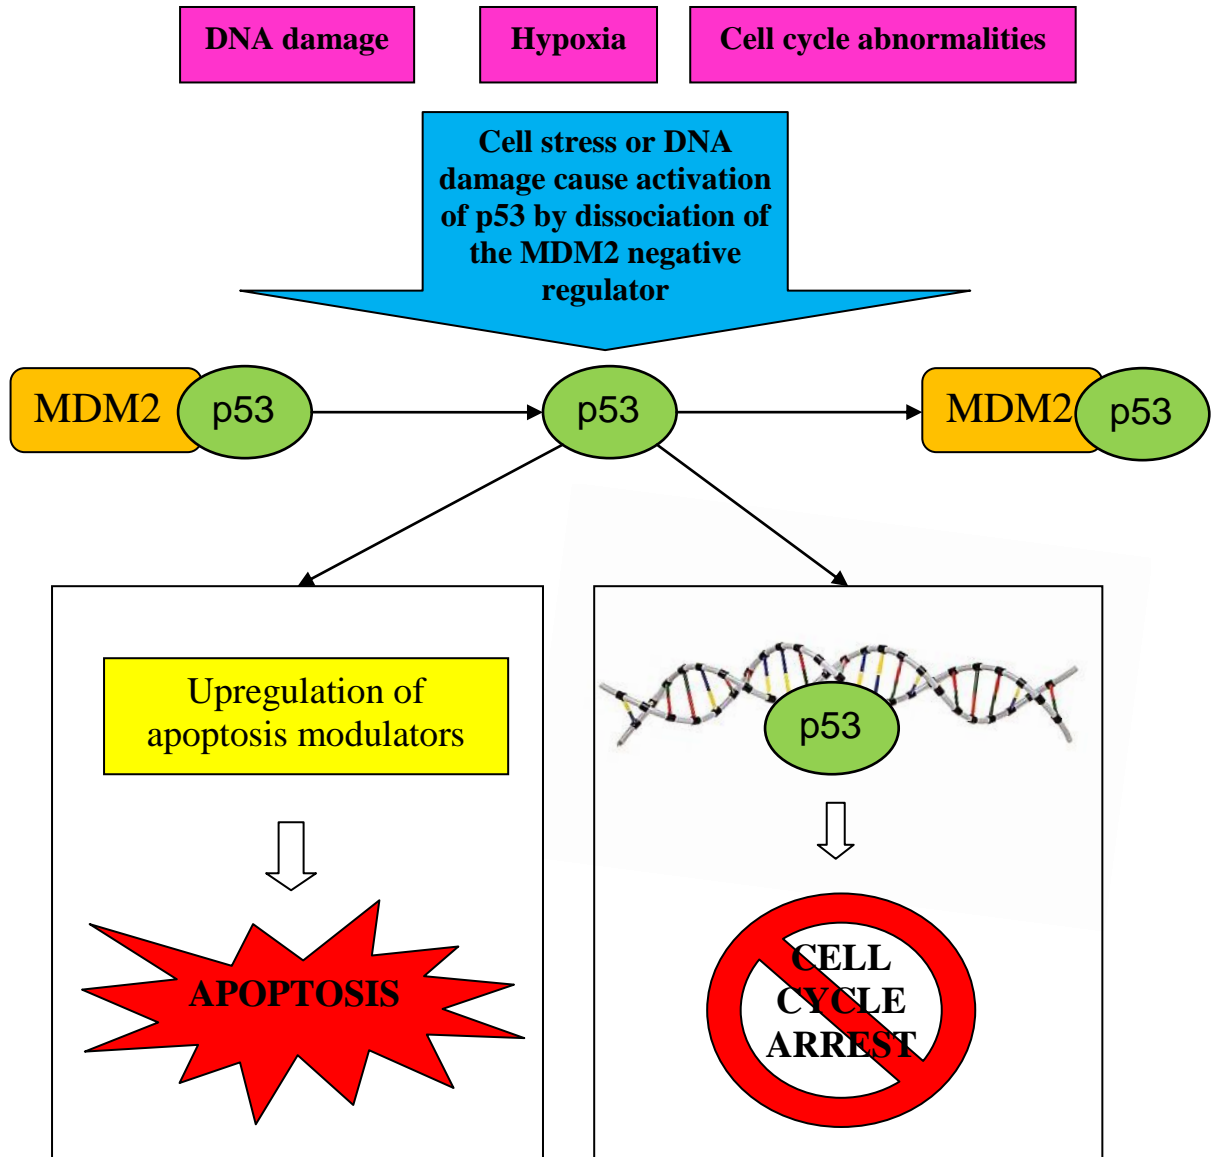 DNA damage
Hypoxia
Cell cycle abnormalities
Cell stress or DNA
damage cause activation
of p53 by dissociation of
the MDM2 negative
regulator
MDM2
p53
p53
MDM2
p53
Upregulation of
apoptosis modulators
APOPTOSIS
p53
CELL
CYCLE
ARREST